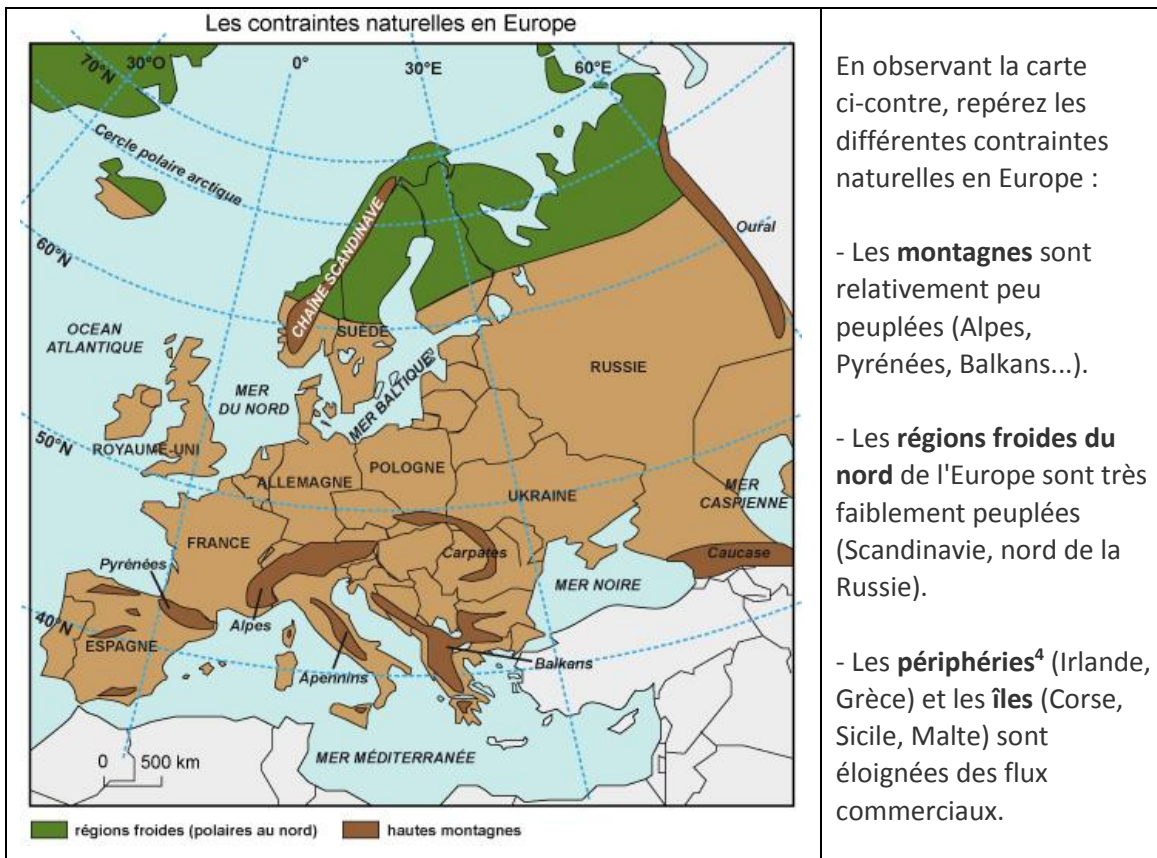 Les contraintes naturelles en Europe
70°N
30°O
0°
30°E
60°E
Cercle polaire arctique
60°N
CHAÎNE SCANDINAVE
Oural
OCEAN
ATLANTIQUE
SUÈDE
RUSSIE
MER
DU NORD
MER BALTIQUE
50°N
ROYAUME-UNI
ALLEMAGNE
POLOGNE
UKRAINE
MER
CASPIENNE
FRANCE
Carpates
Caucase
Pyrénées
MER NOIRE
40°N
Alpes
ESPAGNE
Apennins
Balkans
MER MÉDITERRANÉE
0 500 km
régions froides (polaires au nord)
hautes montagnes
En observant la carte
ci-contre, repérez les
différentes contraintes
naturelles en Europe :
- Les montagnes sont
relativement peu
peuplées (Alpes,
Pyrénées, Balkans...).
- Les régions froides du
nord de l'Europe sont très
faiblement peuplées
(Scandinavie, nord de la
Russie).
- Les périphéries⁴ (Irlande,
Grèce) et les îles (Corse,
Sicile, Malte) sont
éloignées des flux
commerciaux.